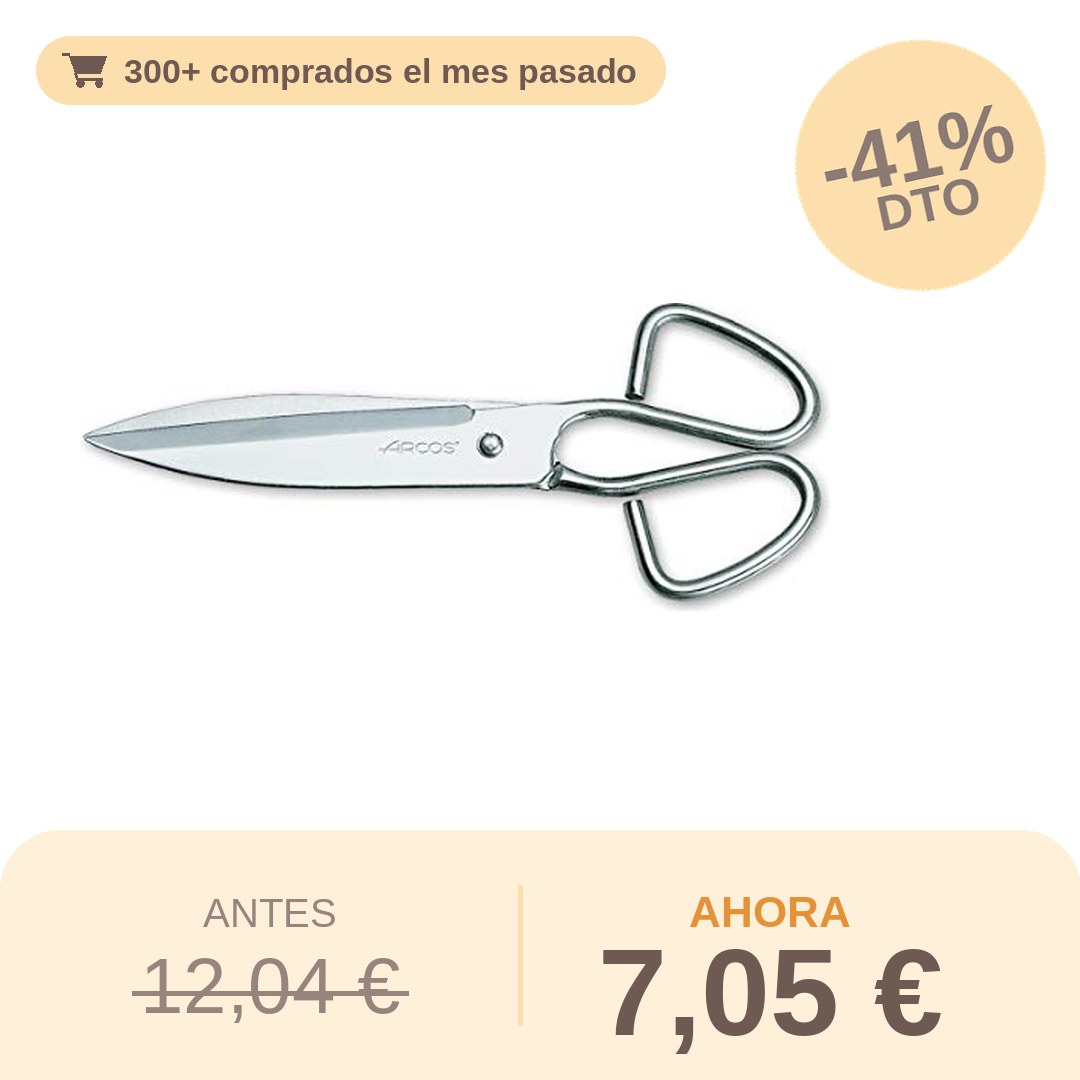 300+ comprados el mes pasado
-41%
DTO
ARCOS
ANTES
12,04 €
AHORA
7,05 €